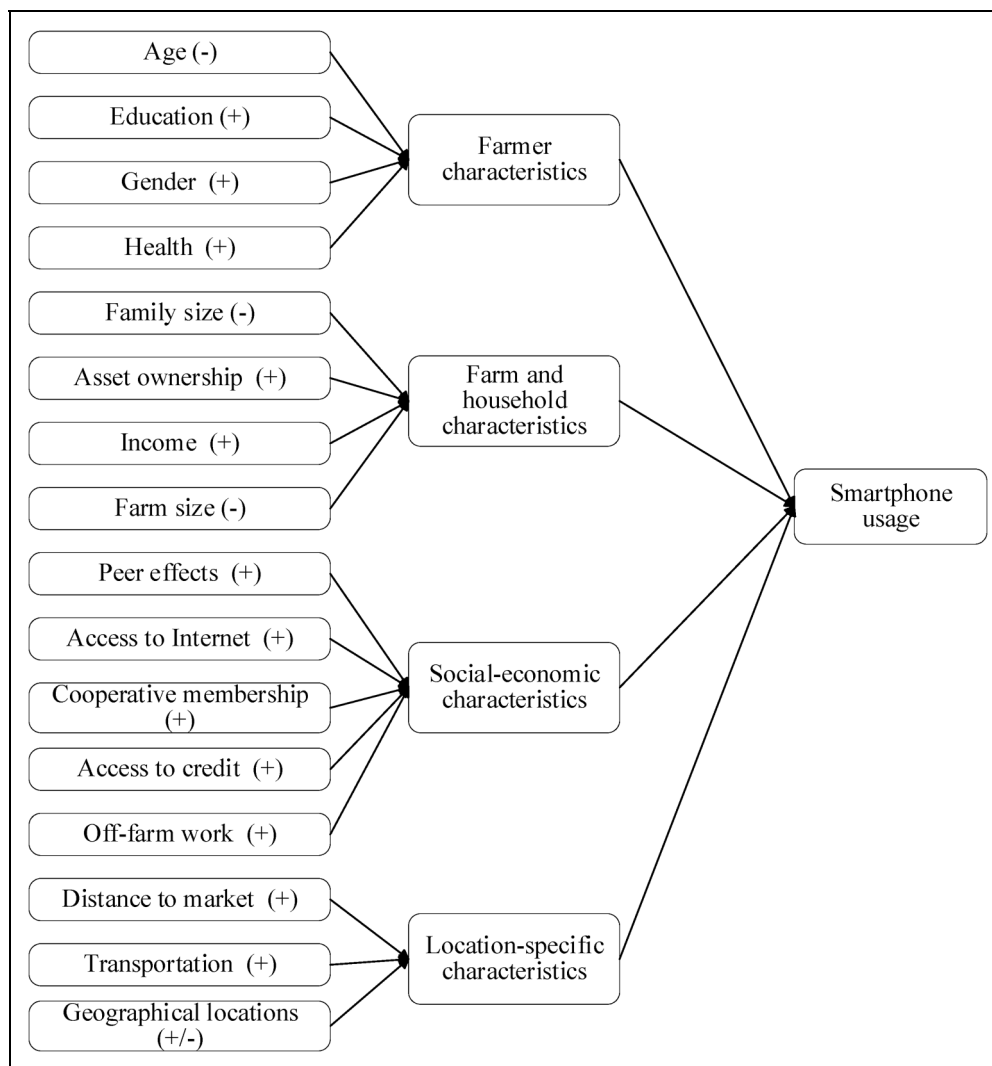 Age (-)
Education (+)
Gender (+)
Health (+)
Family size (-)
Asset ownership (+)
Income (+)
Farm size (-)
Peer effects (+)
Access to Internet (+)
Cooperative membership
(+)
Access to credit (+)
Off-farm work (+)
Distance to market (+)
Transportation (+)
Geographical locations
(+/-)
Farmer
characteristics
Farm and
household
characteristics
Social-economic
characteristics
Location-specific
characteristics
Smartphone
usage